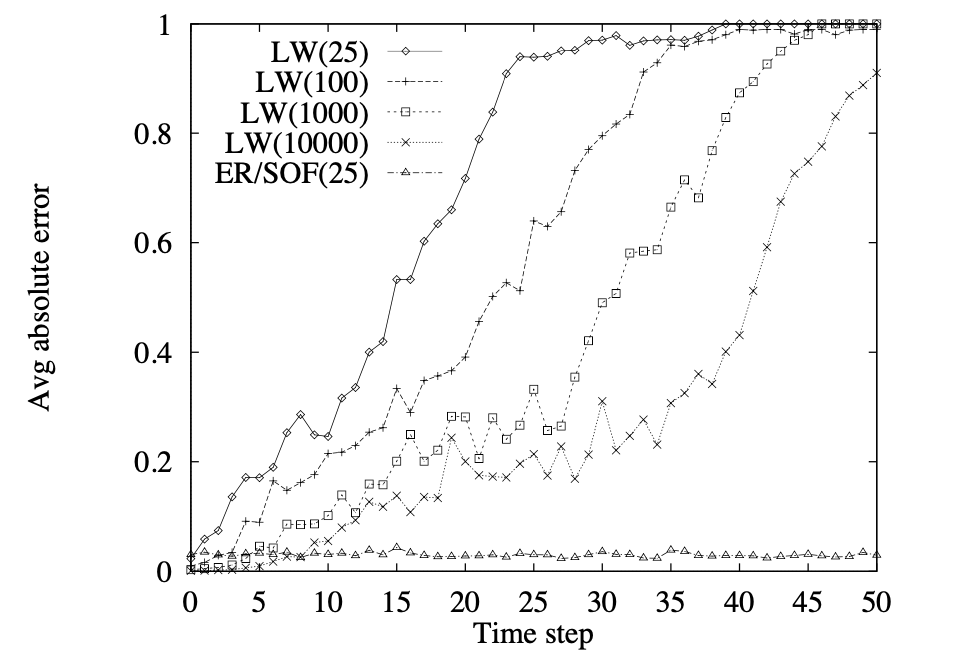 1
0.8
0.6
0.4
0.2
0
Avg absolute error
LW(25)
LW(100)
LW(1000)
LW(10000)
ER/SOF(25)
0 5 10 15 20 25 30 35 40 45 50
Time step